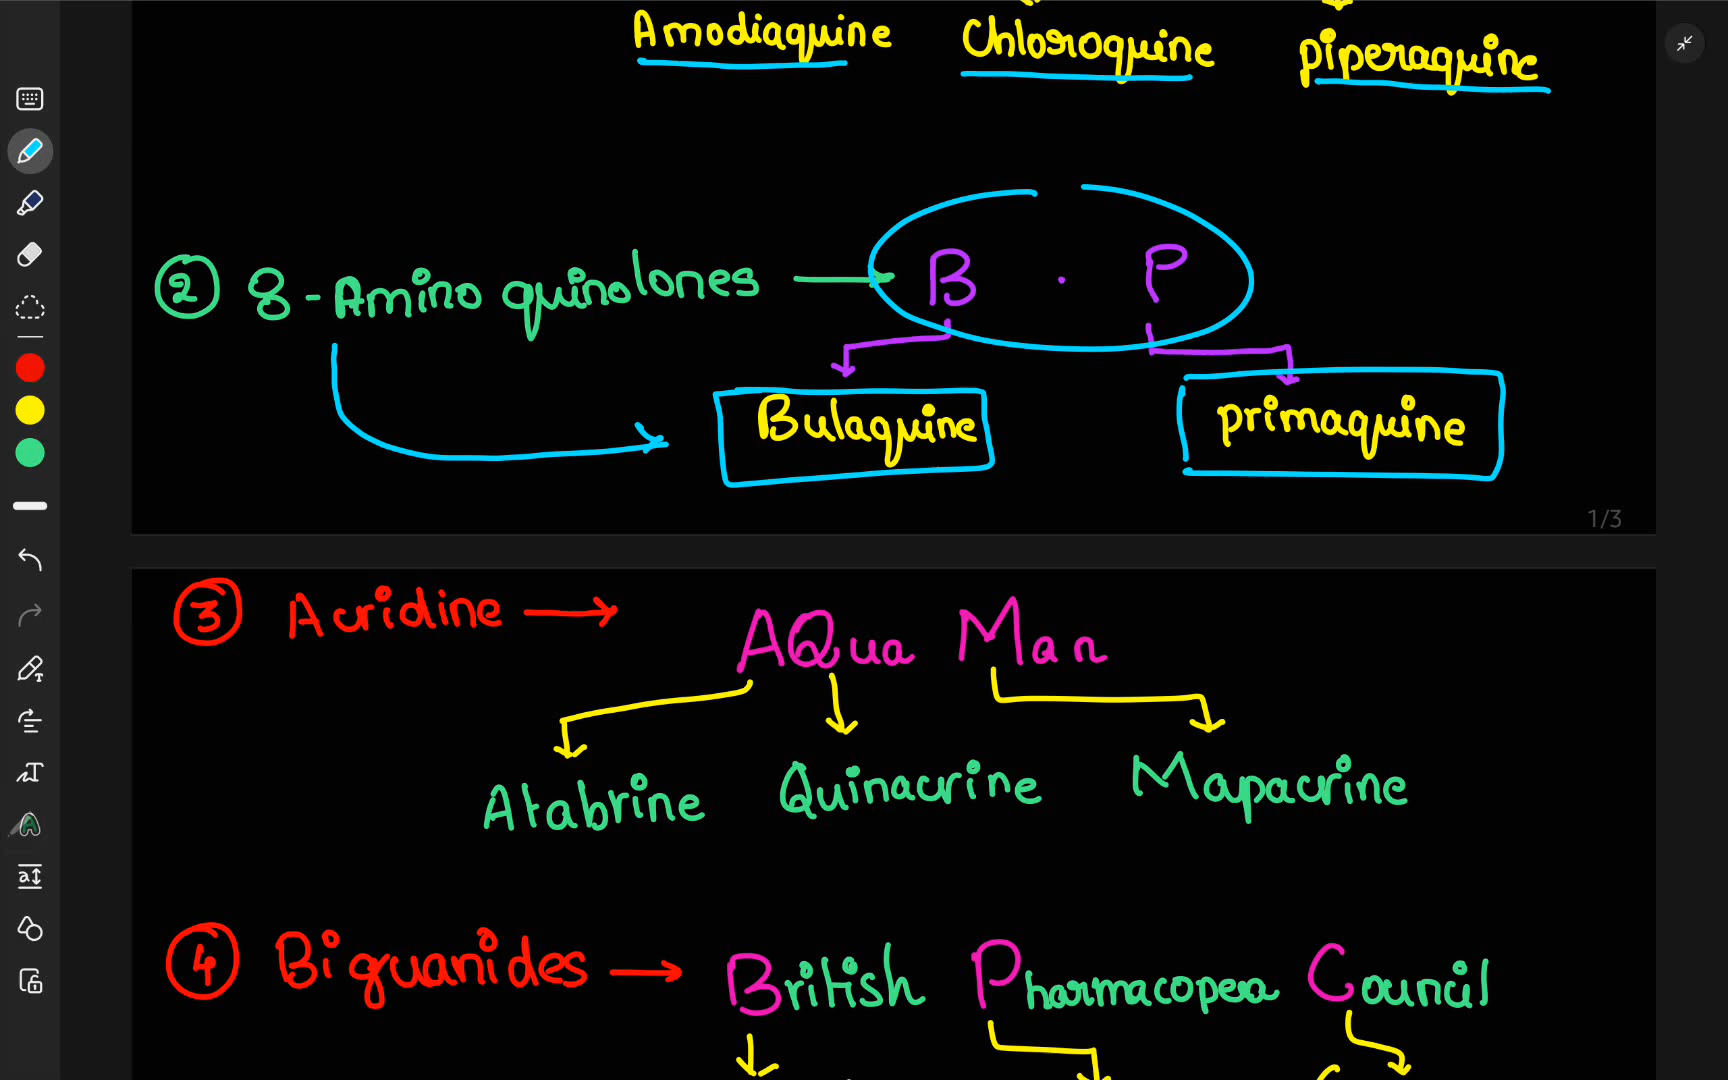 Amodiaquine Chloroquine piperaquine
② 8-Amino quinolones → B . P
Bulaquine primaquine
1/3
③ Acridine → AQua Man
Atabrine Quinacrine Mapacrine
④ Biguanides → British Pharmacopea Council